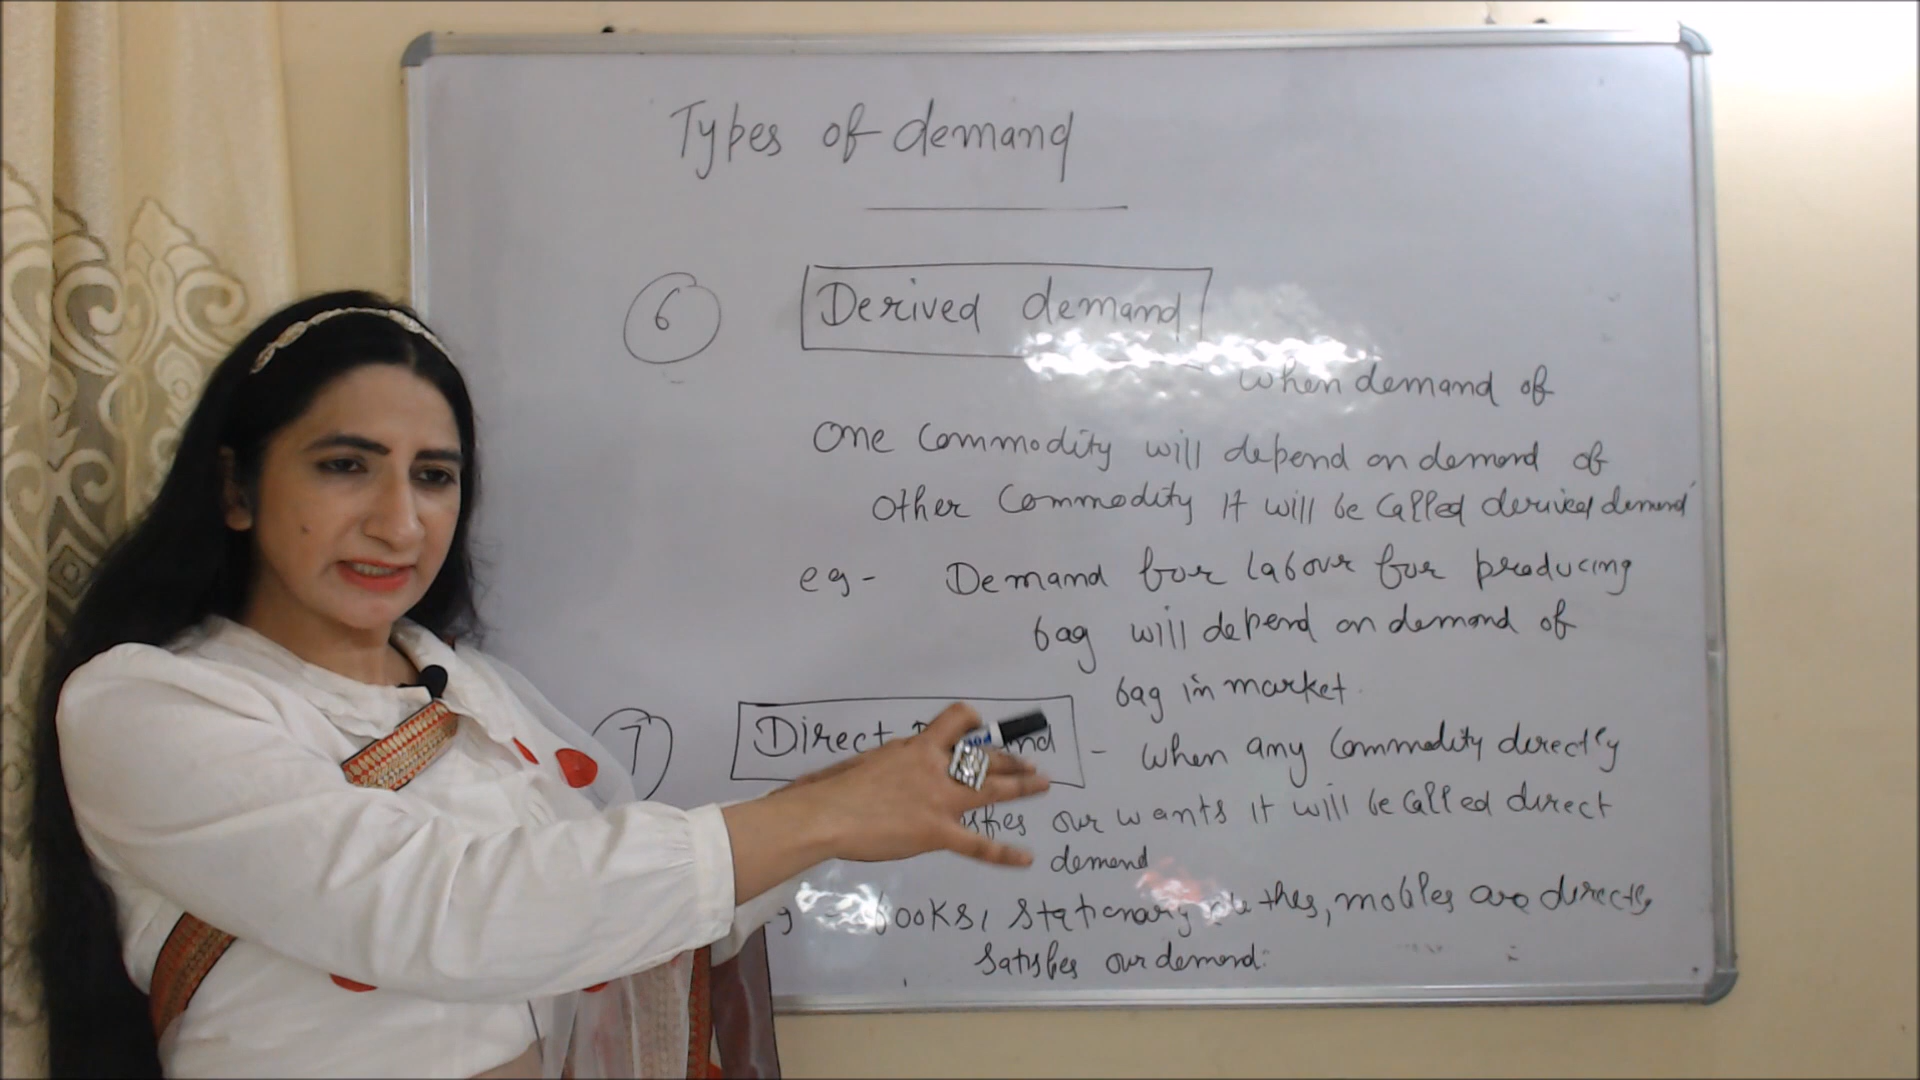 Types of demand
6 Derived demand
When demand of
One Commodity will depend on demand of
other Commodity it will be Called derived demand
eg- Demand for labour for producing
bag will depend on demand of
bag in market.
7 Direct - When any Commodity directly
our wants it will be Called direct
demand
books, Stationary, mobiles are directly
Satisfies our demand.